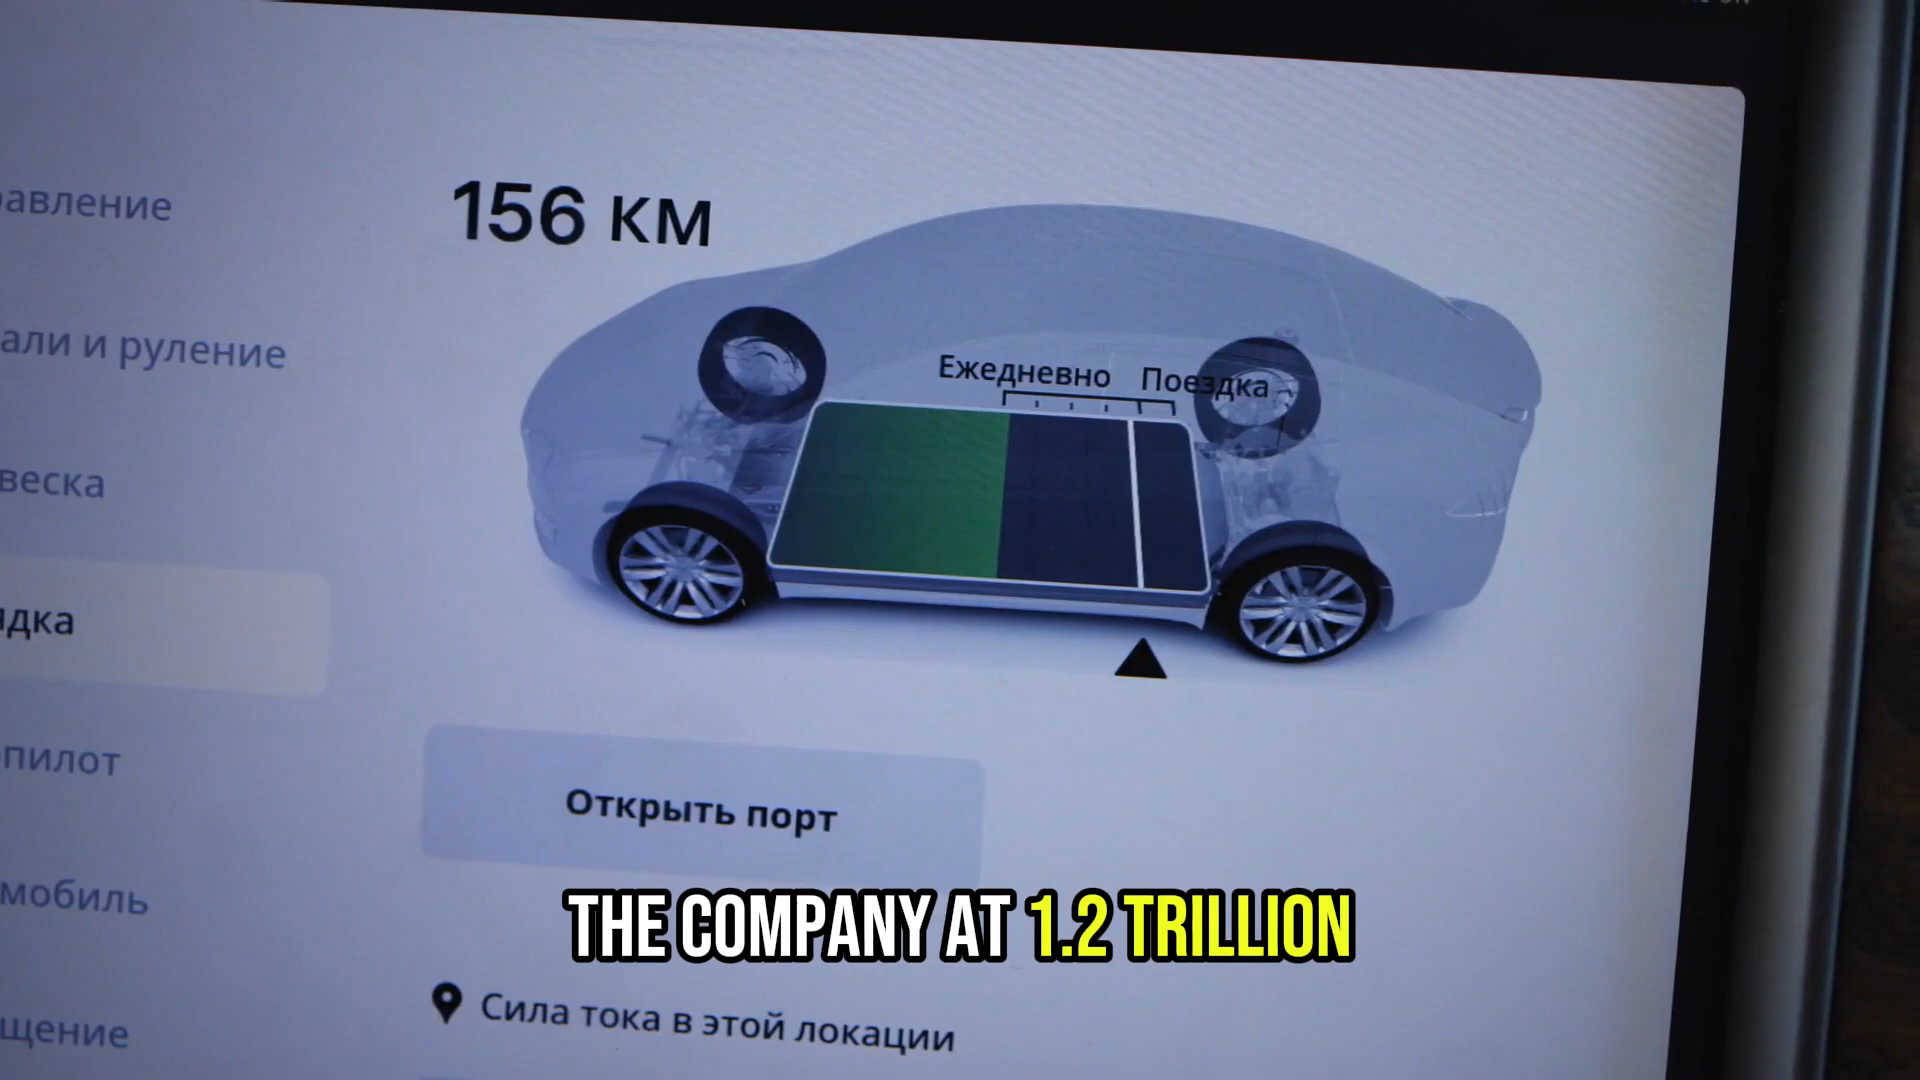 156 км
авление
али и руление
Ежедневно Поездка
веска
дка
пилот
Открыть порт
мобиль
THE COMPANY AT 1.2 TRILLION
Сила тока в этой локации
щение